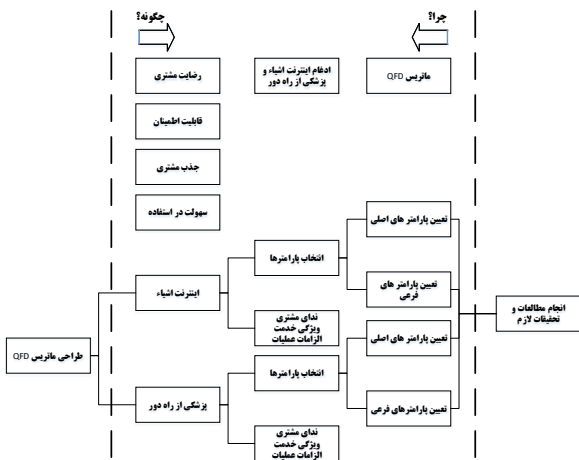 چرا؟
چگونه؟
ماتریس QFD
ادغام اینترنت اشیاء و
پزشکی از راه دور
رضایت مشتری
قابلیت اطمینان
جذب مشتری
سهولت در استفاده
انجام مطالعات و
تحقیقات لازم
تعیین پارامتر های اصلی
تعیین پارامتر های
فرعی
تعیین پارامتر های اصلی
تعیین پارامترهای فرعی
انتخاب پارامترها
ندای مشتری
ویژگی خدمت
الزامات عملیات
انتخاب پارامترها
ندای مشتری
ویژگی خدمت
الزامات عملیات
اینترنت اشیاء
پزشکی از راه دور
طراحی ماتریس QFD